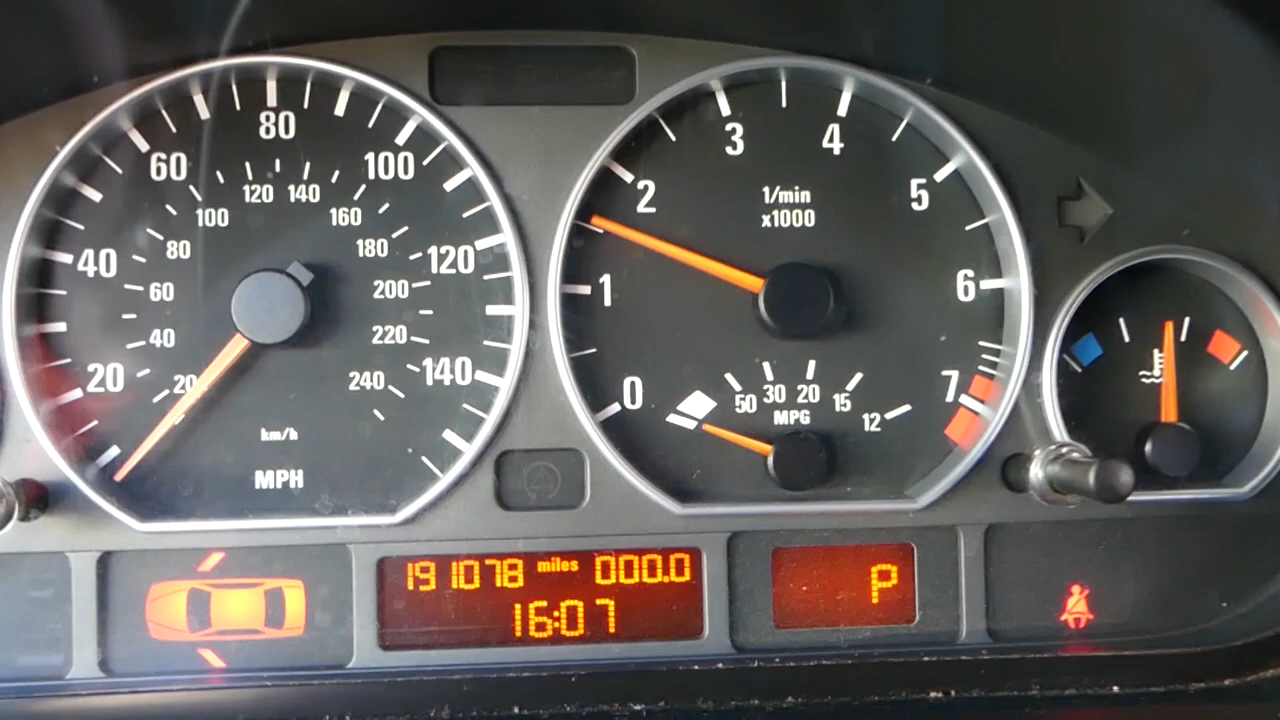 20 40 60 80 100 120 140
20 40 60 80 100 120 140 160 180 200 220 240
km/h
MPH
0 1 2 3 4 5 6 7
1/min
x1000
50 30 20 15 12
MPG
191078 miles 000.0
16:07
P